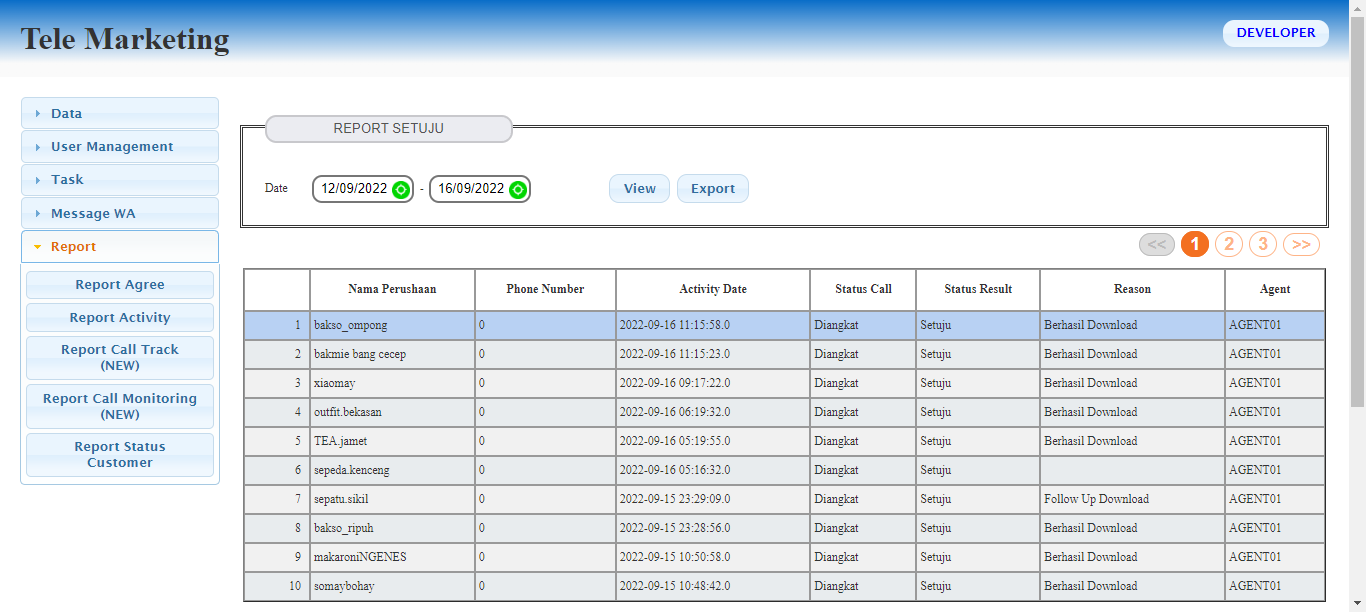 Tele Marketing
DEVELOPER
Data
User Management
Task
Message WA
Report
Report Agree
Report Activity
Report Call Track
(NEW)
Report Call Monitoring
(NEW)
Report Status
Customer
REPORT SETUJU
Date 12/09/2022 - 16/09/2022 View Export
<< 1 2 3 >>
Nama Perushaan Phone Number Activity Date Status Call Status Result Reason Agent
1 bakso_ompong 0 2022-09-16 11:15:58.0 Diangkat Setuju Berhasil Download AGENT01
2 bakmie bang cecep 0 2022-09-16 11:15:23.0 Diangkat Setuju Berhasil Download AGENT01
3 xiaomay 0 2022-09-16 09:17:22.0 Diangkat Setuju Berhasil Download AGENT01
4 outfit.bekasan 0 2022-09-16 06:19:32.0 Diangkat Setuju Berhasil Download AGENT01
5 TEA.jamet 0 2022-09-16 05:19:55.0 Diangkat Setuju Berhasil Download AGENT01
6 sepeda.kenceng 0 2022-09-16 05:16:32.0 Diangkat Setuju AGENT01
7 sepatu.sikil 0 2022-09-15 23:29:09.0 Diangkat Setuju Follow Up Download AGENT01
8 bakso_ripuh 0 2022-09-15 23:28:56.0 Diangkat Setuju Berhasil Download AGENT01
9 makaroniNGENES 0 2022-09-15 10:50:58.0 Diangkat Setuju Berhasil Download AGENT01
10 somaybohay 0 2022-09-15 10:48:42.0 Diangkat Setuju Berhasil Download AGENT01